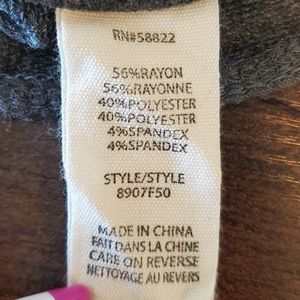 RN#58822
56%RAYON
56%RAYONNE
40%POLYESTER
40%POLYESTER
4%SPANDEX
4%SPANDEX
STYLE/STYLE
8907F50
MADE IN CHINA
FAIT DANS LA CHINE
CARE ON REVERSE
NETTOYAGE AU REVERS